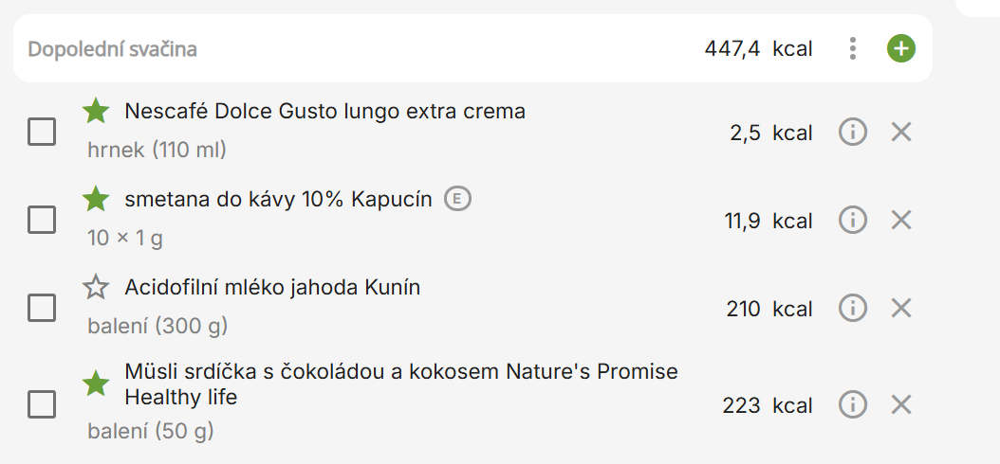 Dopolední svačina 447,4 kcal
Nescafé Dolce Gusto lungo extra crema
hrnek (110 ml)
2,5 kcal
smetana do kávy 10% Kapucín E
10 × 1 g
11,9 kcal
Acidofilní mléko jahoda Kunín
balení (300 g)
210 kcal
Müsli srdíčka s čokoládou a kokosem Nature's Promise
Healthy life
balení (50 g)
223 kcal